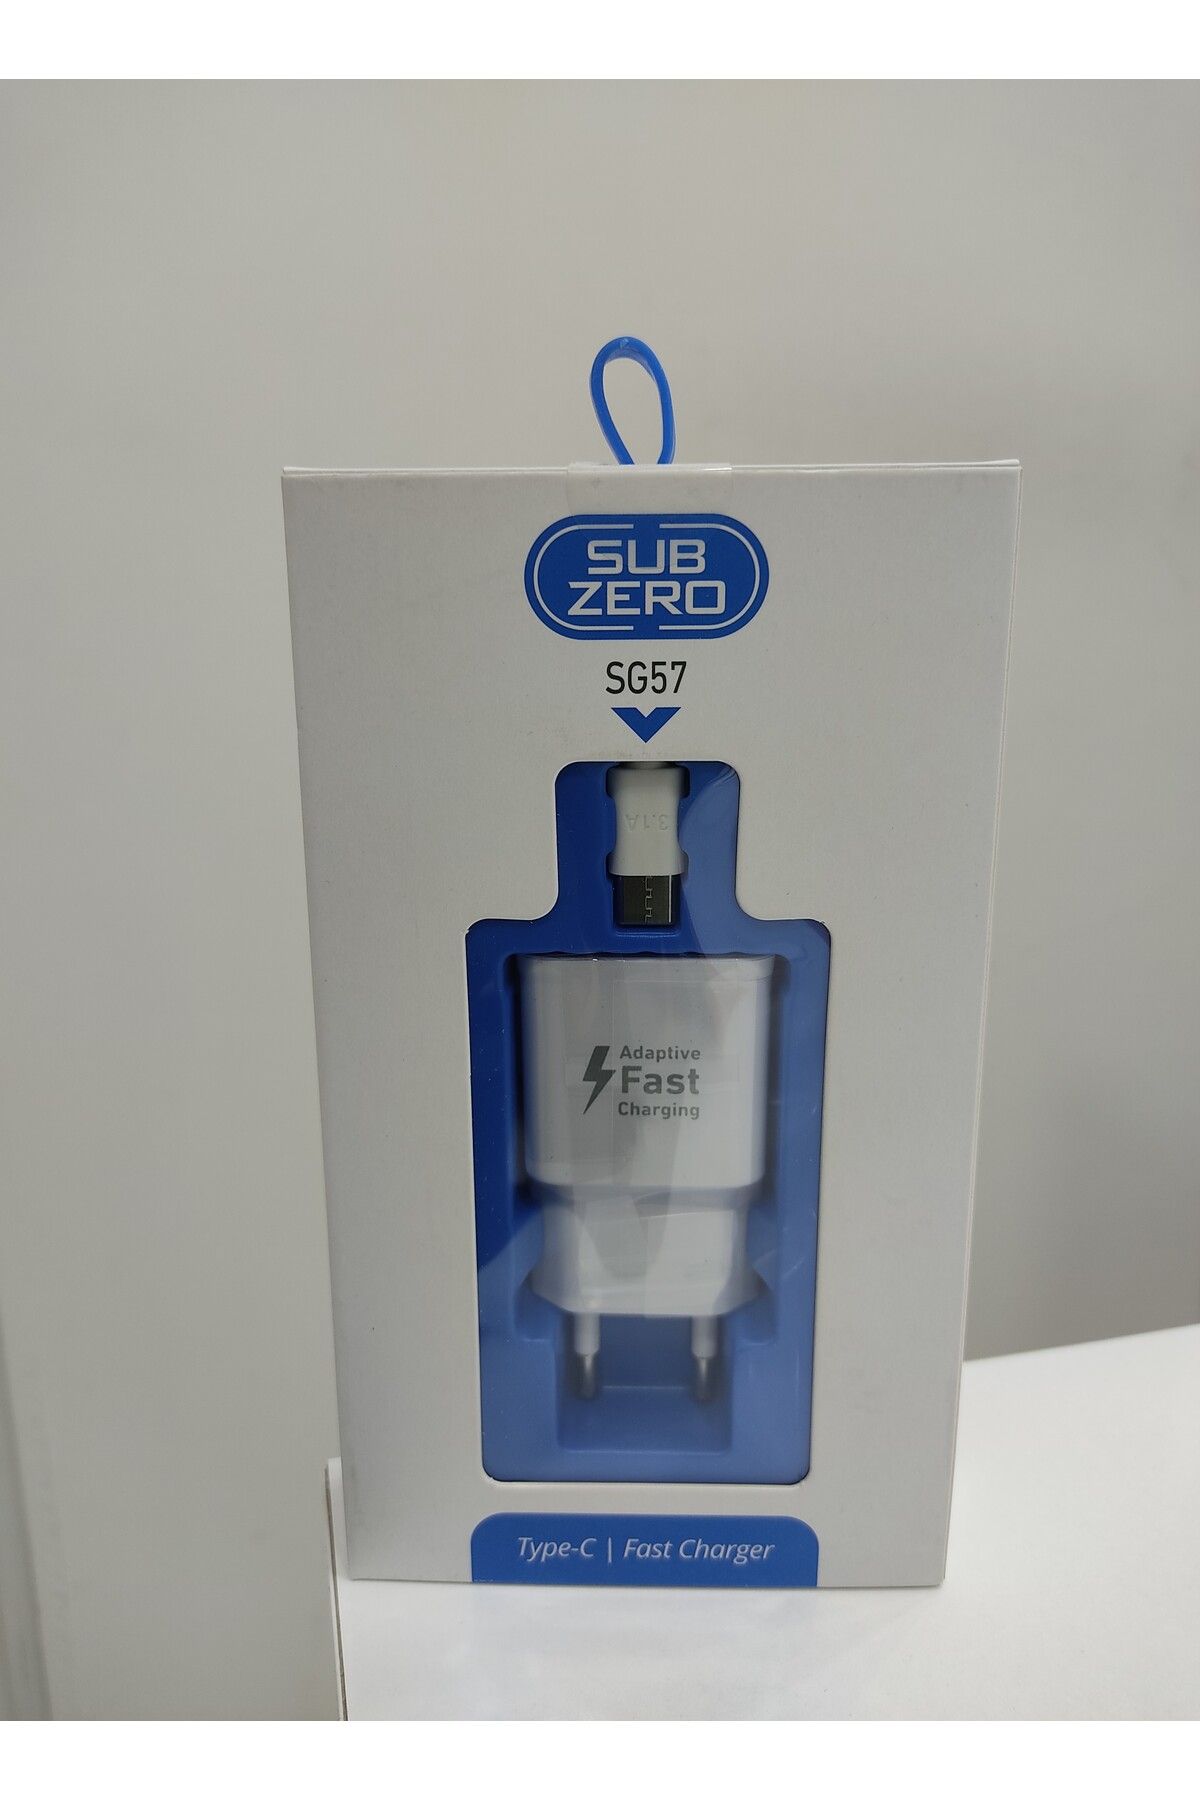 SUB
ZERO
SG57
3.1A
Adaptive
Fast
Charging
Type-C | Fast Charger